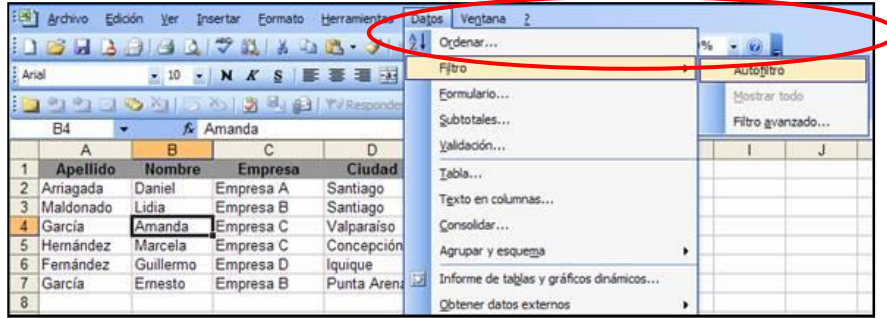 Archivo Edición Ver Insertar Formato Herramientas Datos Ventana ?
Ordenar...
Filtro
Formulario...
Subtotales...
Validación...
Tabla...
Texto en columnas...
Consolidar...
Agrupar y esquema
Informe de tablas y gráficos dinámicos...
Obtener datos externos
Autofiltro
Mostrar todo
Filtro avanzado...
%
Arial 10 N K S
Responder
B4 fx Amanda
A B C D I J
1 Apellido Nombre Empresa Ciudad
2 Arriagada Daniel Empresa A Santiago
3 Maldonado Lidia Empresa B Santiago
4 García Amanda Empresa C Valparaíso
5 Hernández Marcela Empresa C Concepción
6 Fernández Guillermo Empresa D Iquique
7 García Ernesto Empresa B Punta Arena
8